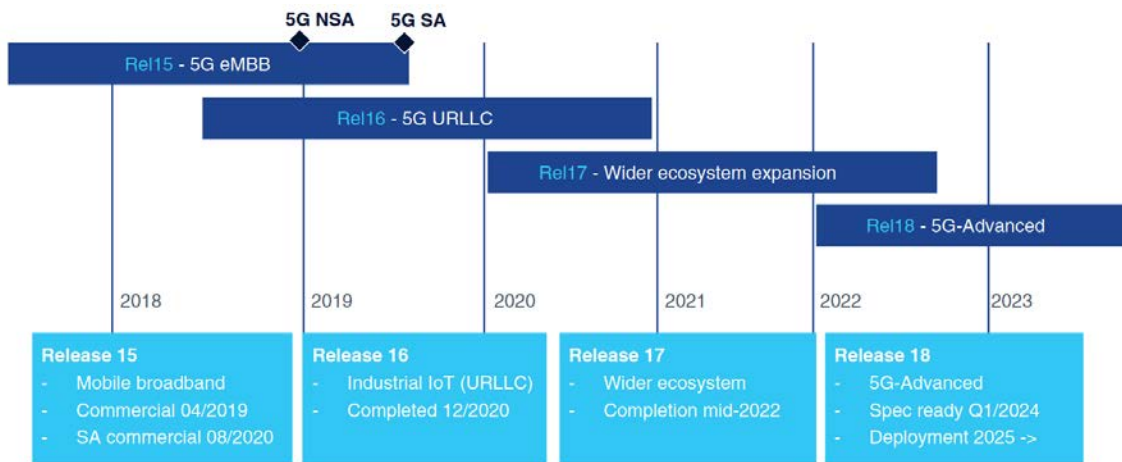 5G NSA
5G SA
Rel15 - 5G eMBB
Rel16 - 5G URLLC
Rel17 - Wider ecosystem expansion
Rel18 - 5G-Advanced
2018
2019
2020
2021
2022
2023
Release 15
- Mobile broadband
- Commercial 04/2019
- SA commercial 08/2020
Release 16
- Industrial IoT (URLLC)
- Completed 12/2020
Release 17
- Wider ecosystem
- Completion mid-2022
Release 18
- 5G-Advanced
- Spec ready Q1/2024
- Deployment 2025 ->